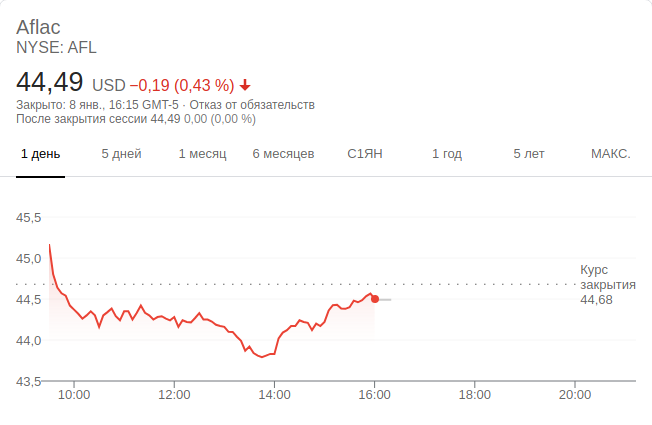 Aflac
NYSE: AFL
44,49 USD −0,19 (0,43 %)
Закрыто: 8 янв., 16:15 GMT-5 · Отказ от обязательств
После закрытия сессии 44,49 0,00 (0,00 %)
1 день 5 дней 1 месяц 6 месяцев С1ЯН 1 год 5 лет МАКС.
45,5
45,0
Курс
закрытия
44,68
44,5
44,0
43,5
10:00 12:00 14:00 16:00 18:00 20:00